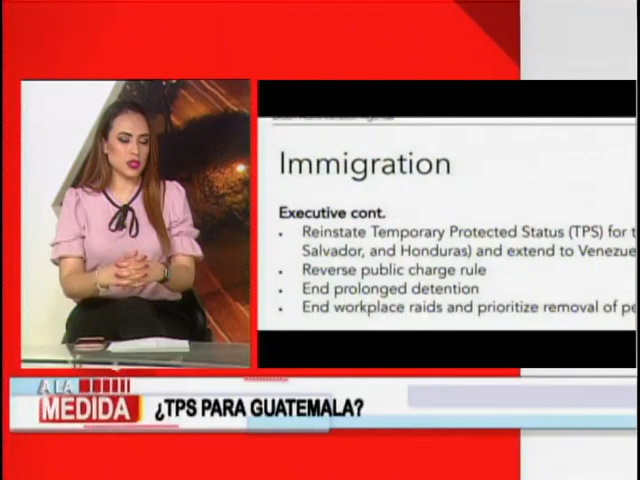 Immigration
Executive cont.
• Reinstate Temporary Protected Status (TPS) for
Salvador, and Honduras) and extend to
• Reverse public charge rule
• End prolonged detention
• End workplace raids and prioritize removal of
A LA
MEDIDA
¿TPS PARA GUATEMALA?